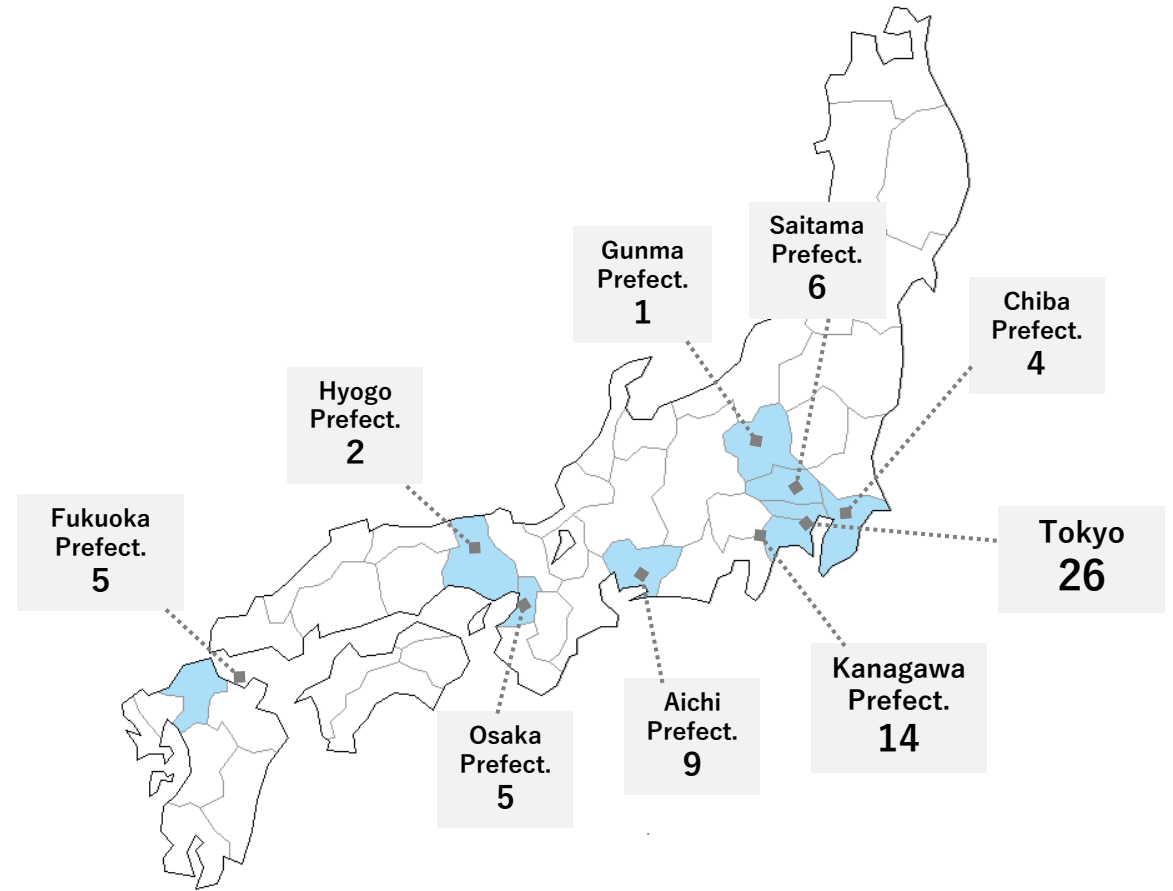 Saitama
Prefect.
6
Gunma
Prefect.
1
Chiba
Prefect.
4
Hyogo
Prefect.
2
Fukuoka
Prefect.
5
Tokyo
26
Kanagawa
Prefect.
14
Aichi
Prefect.
9
Osaka
Prefect.
5